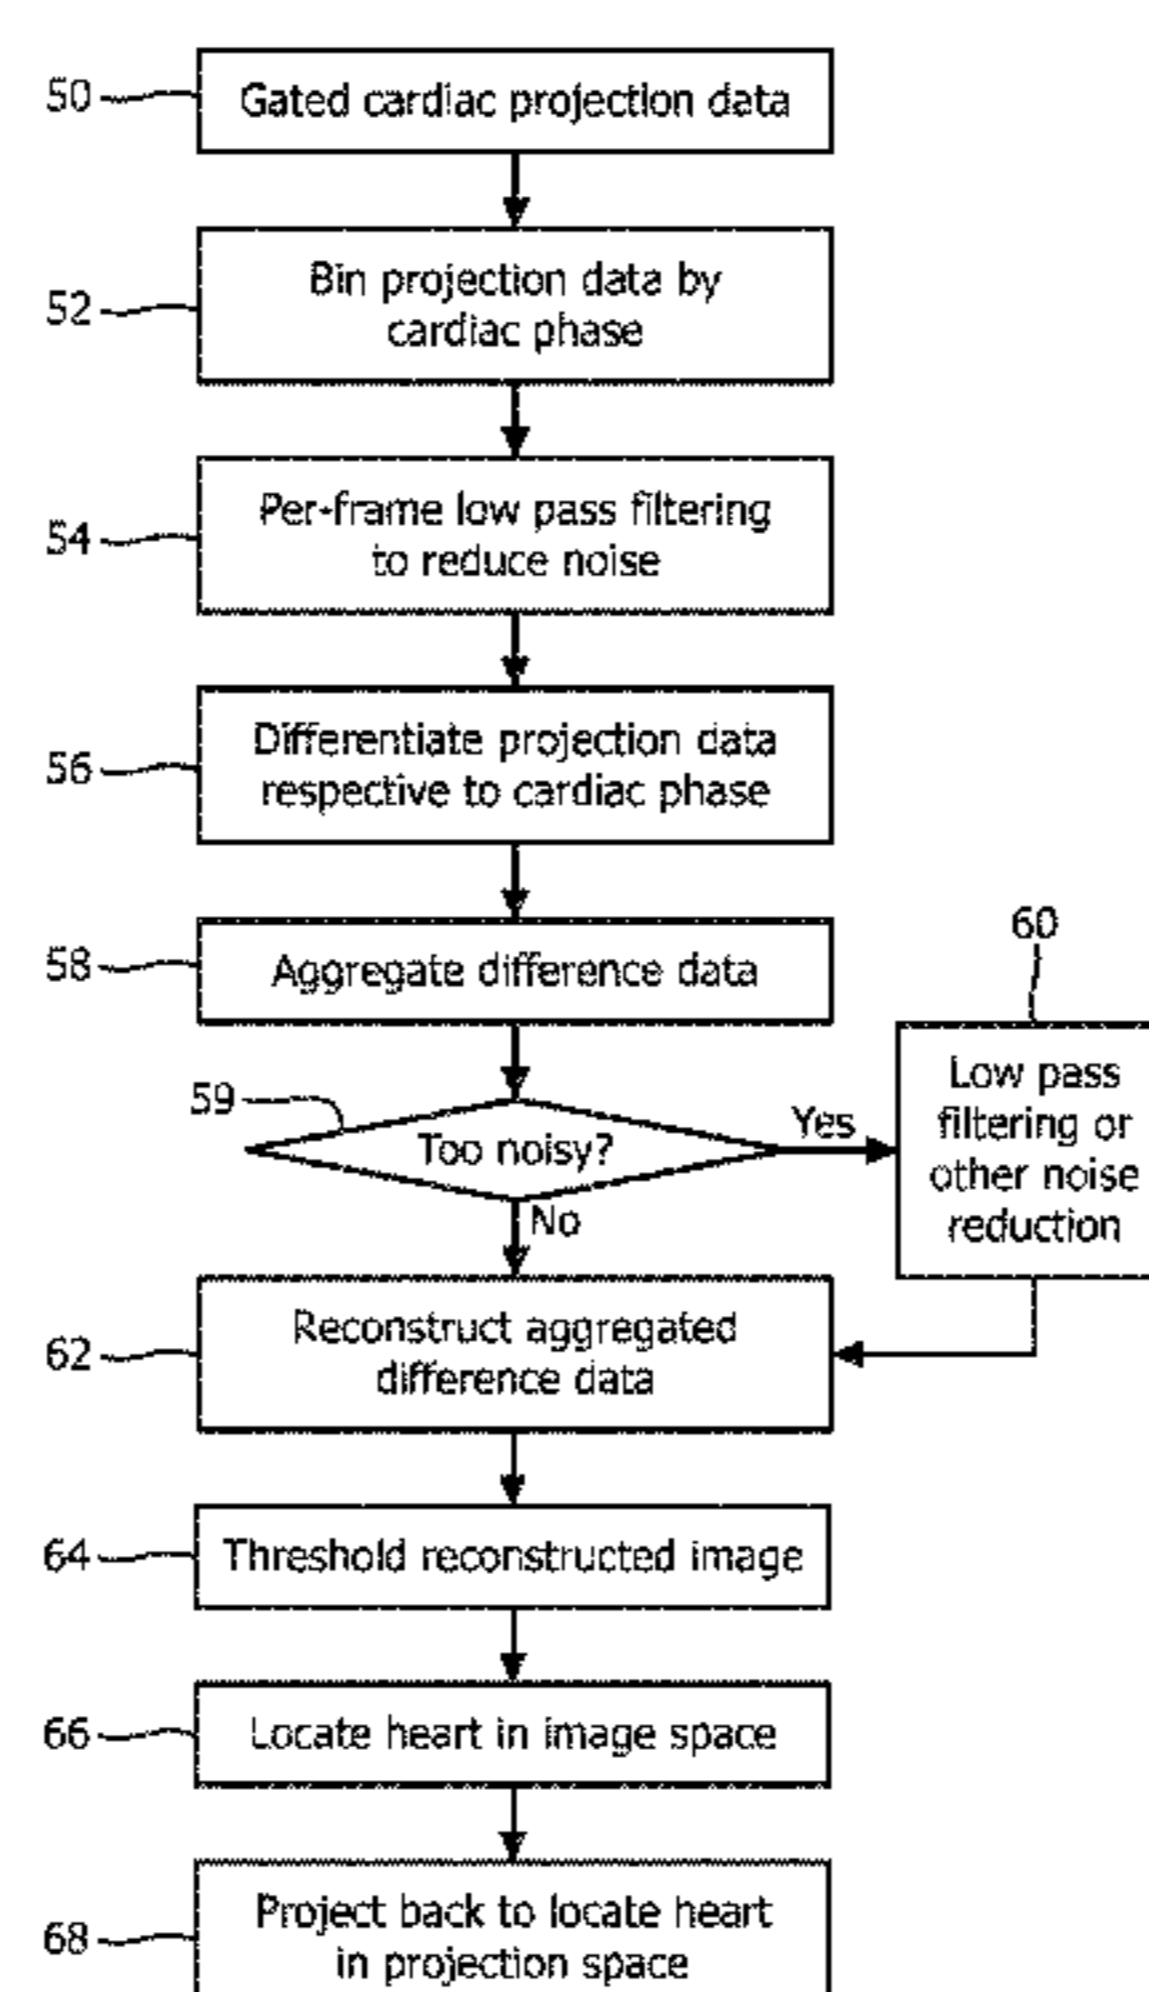 50
Gated cardiac projection data
52
Bin projection data by
cardiac phase
54
Per-frame low pass filtering
to reduce noise
56
Differentiate projection data
respective to cardiac phase
58
Aggregate difference data
59
Too noisy?
Yes
No
60
Low pass
filtering or
other noise
reduction
62
Reconstruct aggregated
difference data
64
Threshold reconstructed image
66
Locate heart in image space
68
Project back to locate heart
in projection space